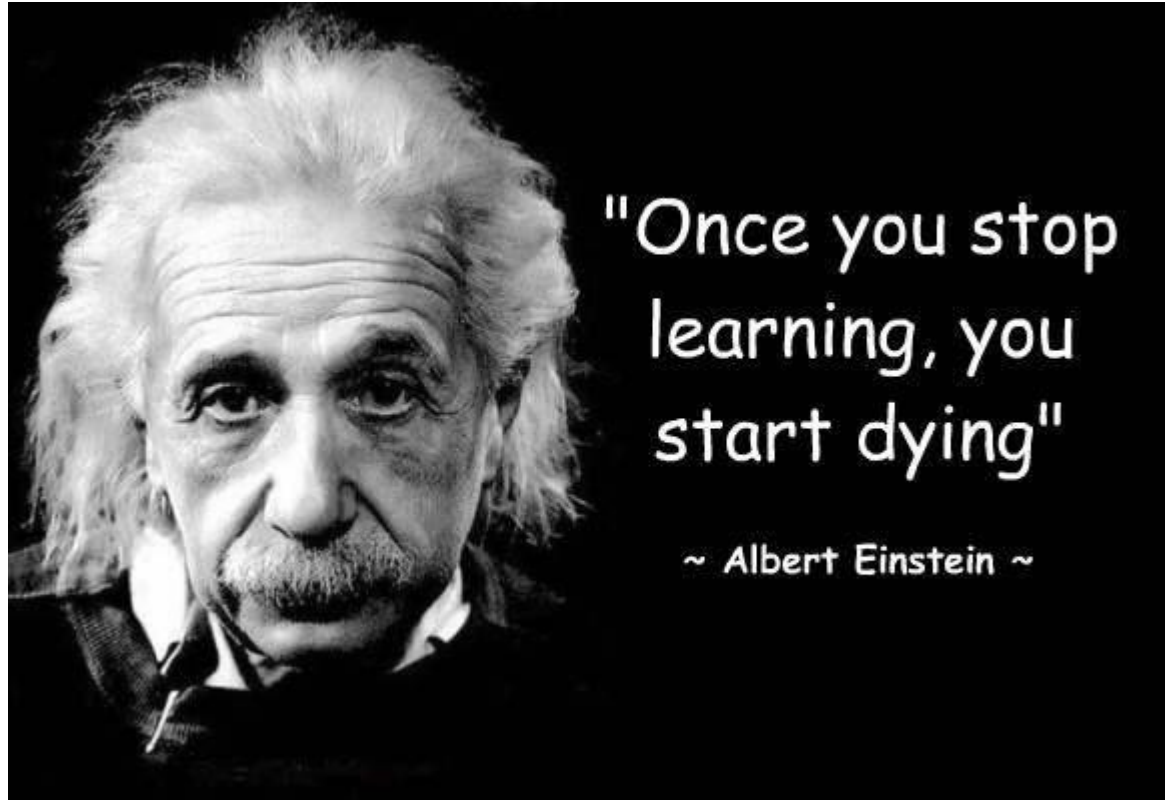 "Once you stop
learning, you
start dying"
~ Albert Einstein ~